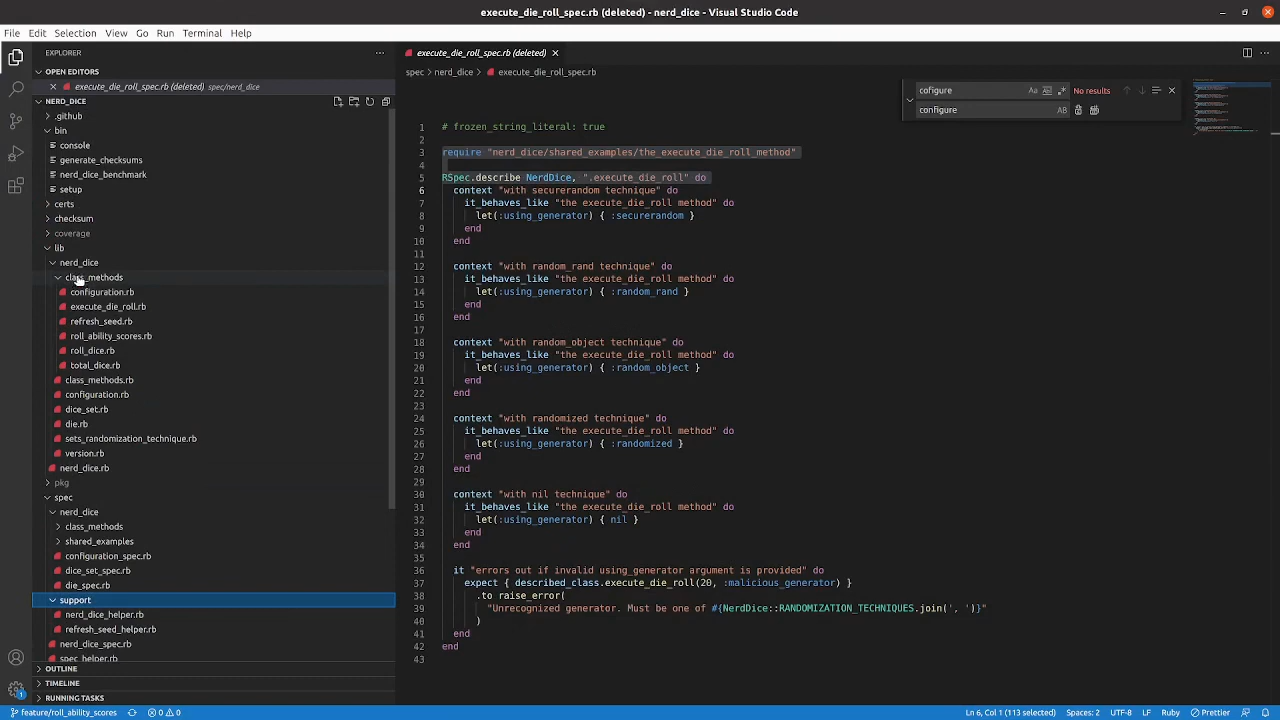 execute_die_roll_spec.rb (deleted) - nerd_dice - Visual Studio Code
File Edit Selection View Go Run Terminal Help
EXPLORER
OPEN EDITORS
execute_die_roll_spec.rb (deleted) spec/nerd_dice
NERD_DICE
.github
bin
console
generate_checksums
nerd_dice_benchmark
setup
certs
checksum
coverage
lib
nerd_dice
class_methods
configuration.rb
execute_die_roll.rb
refresh_seed.rb
roll_ability_scores.rb
roll_dice.rb
total_dice.rb
class_methods.rb
configuration.rb
dice_set.rb
die.rb
sets_randomization_technique.rb
version.rb
nerd_dice.rb
pkg
spec
nerd_dice
class_methods
shared_examples
configuration_spec.rb
dice_set_spec.rb
die_spec.rb
support
nerd_dice_helper.rb
refresh_seed_helper.rb
nerd_dice_spec.rb
spec_helper.rb
OUTLINE
TIMELINE
RUNNING TASKS
execute_die_roll_spec.rb (deleted)
spec > nerd_dice > execute_die_roll_spec.rb
cofigure Aa Ab .* No results
configure AB
1 # frozen_string_literal: true
2
3 require "nerd_dice/shared_examples/the_execute_die_roll_method"
4
5 RSpec.describe NerdDice, ".execute_die_roll" do
6 context "with securerandom technique" do
7 it_behaves_like "the execute_die_roll method" do
8 let(:using_generator) { :securerandom }
9 end
10 end
11
12 context "with random_rand technique" do
13 it_behaves_like "the execute_die_roll method" do
14 let(:using_generator) { :random_rand }
15 end
16 end
17
18 context "with random_object technique" do
19 it_behaves_like "the execute_die_roll method" do
20 let(:using_generator) { :random_object }
21 end
22 end
23
24 context "with randomized technique" do
25 it_behaves_like "the execute_die_roll method" do
26 let(:using_generator) { :randomized }
27 end
28 end
29
30 context "with nil technique" do
31 it_behaves_like "the execute_die_roll method" do
32 let(:using_generator) { nil }
33 end
34 end
35
36 it "errors out if invalid using_generator argument is provided" do
37 expect { described_class.execute_die_roll(20, :malicious_generator) }
38 .to raise_error(
39 "Unrecognized generator. Must be one of #{NerdDice::RANDOMIZATION_TECHNIQUES.join(', ')}"
40 )
41 end
42 end
43
1
feature/roll_ability_scores 0 0 Ln 6, Col 1 (113 selected) Spaces: 2 UTF-8 LF Ruby Prettier